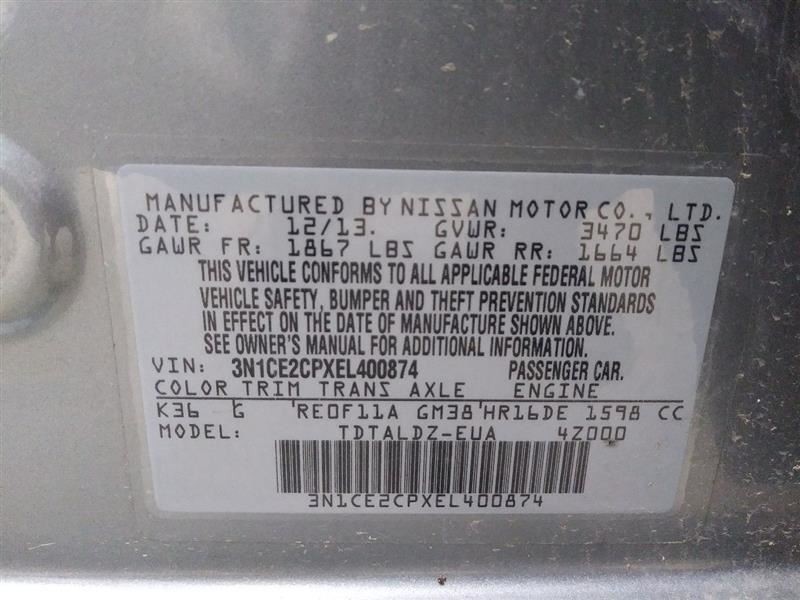 MANUFACTURED BY NISSAN MOTOR CO., LTD.
DATE: 12/13. GVWR: 3470 LBS
GAWR FR: 1867 LBS GAWR RR: 1664 LBS
THIS VEHICLE CONFORMS TO ALL APPLICABLE FEDERAL MOTOR
VEHICLE SAFETY, BUMPER AND THEFT PREVENTION STANDARDS
IN EFFECT ON THE DATE OF MANUFACTURE SHOWN ABOVE.
SEE OWNER'S MANUAL FOR ADDITIONAL INFORMATION.
VIN: 3N1CE2CPXEL400874 PASSENGER CAR.
COLOR TRIM TRANS AXLE ENGINE
K36 G 'RE0F11A GM38'HR16DE 1598 CC
MODEL: TDTALDZ-EUA 4Z000
3N1CE2CPXEL400874